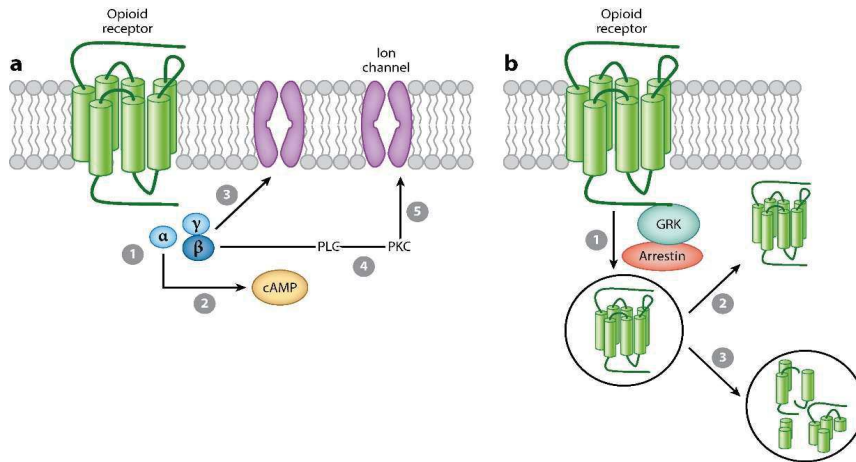 Opioid
receptor
a
Ion
channel
γ
α
β
1
2
3
PLC
4
PKC
5
cAMP
Opioid
receptor
b
1
GRK
Arrestin
2
3